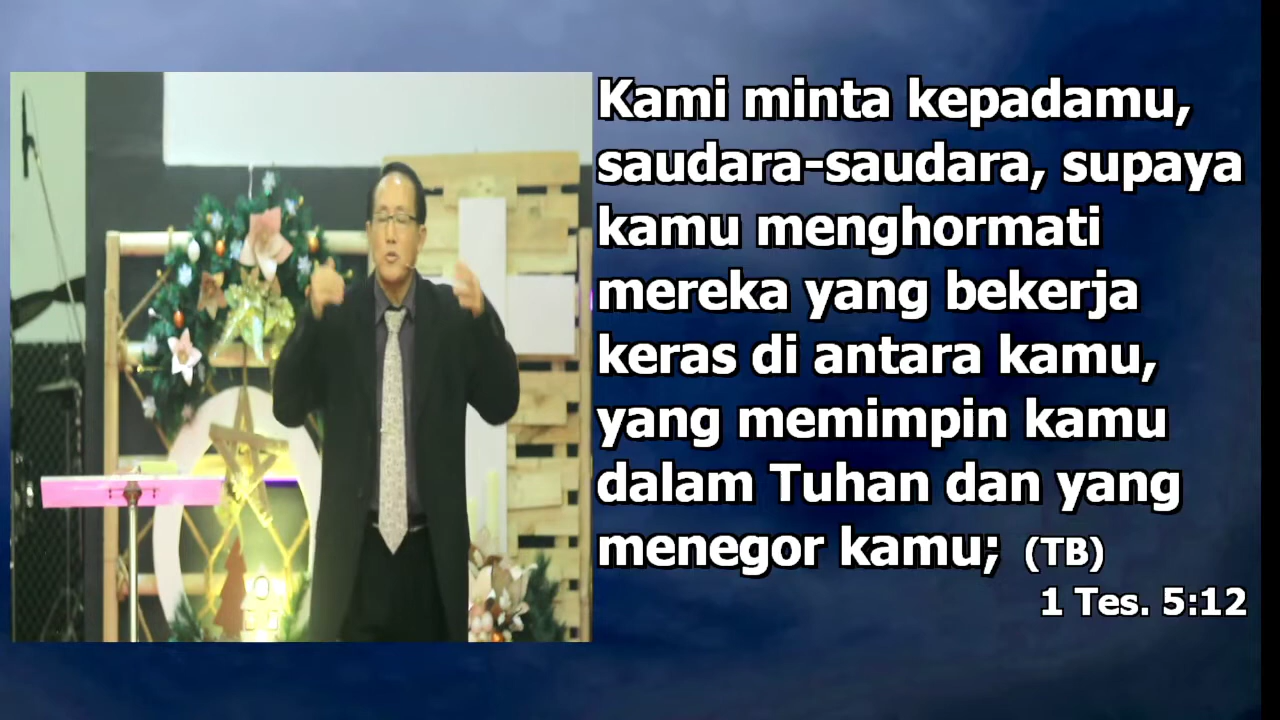 Kami minta kepadamu,
saudara-saudara, supaya
kamu menghormati
mereka yang bekerja
keras di antara kamu,
yang memimpin kamu
dalam Tuhan dan yang
menegor kamu; (TB)
1 Tes. 5:12